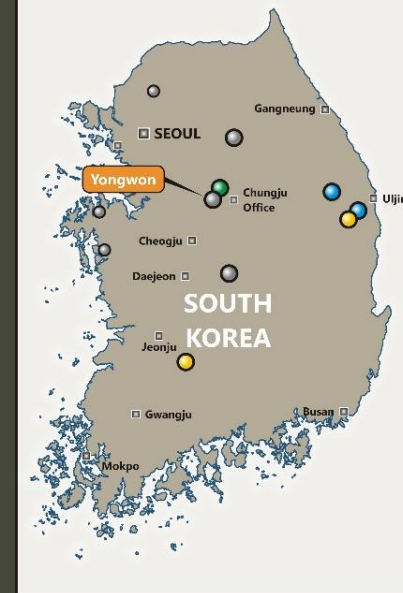 Gangneung
SEOUL
Yongwon
Chungju
Office
Cheogju
Daejeon
SOUTH
KOREA
Jeonju
Gwangju
Busan
Mokpo